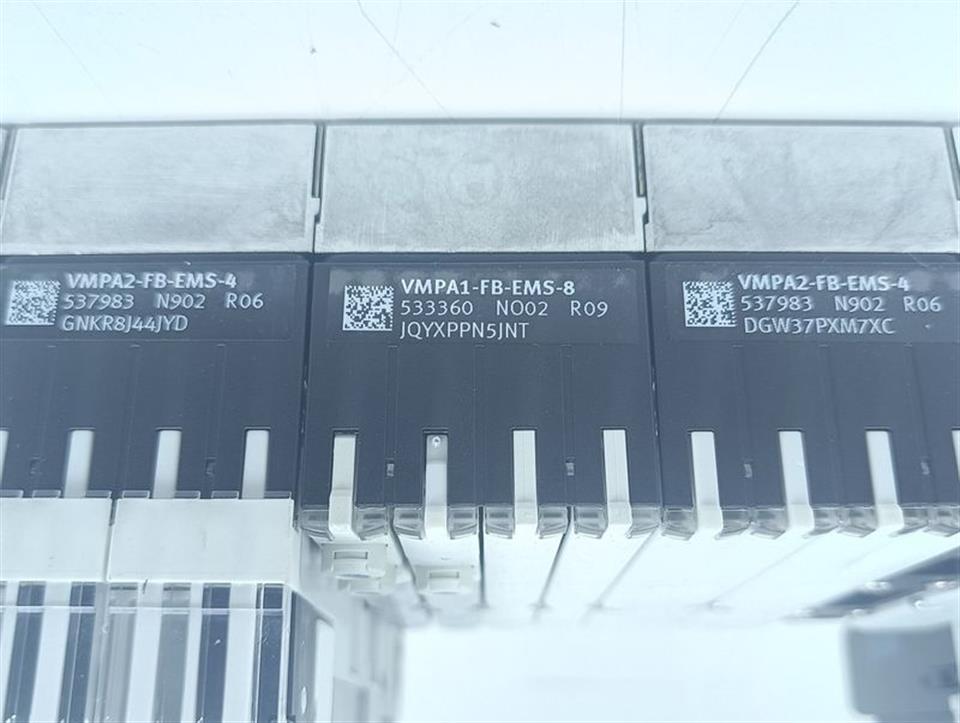 VMPA2-FB-EMS-4
537983 N902 R06
GNKR8J44JYD
VMPA1-FB-EMS-8
533360 NO02 R09
JQYXPPN5JNT
VMPA2-FB-EMS-4
537983 N902 R06
DGW37PXM7XC